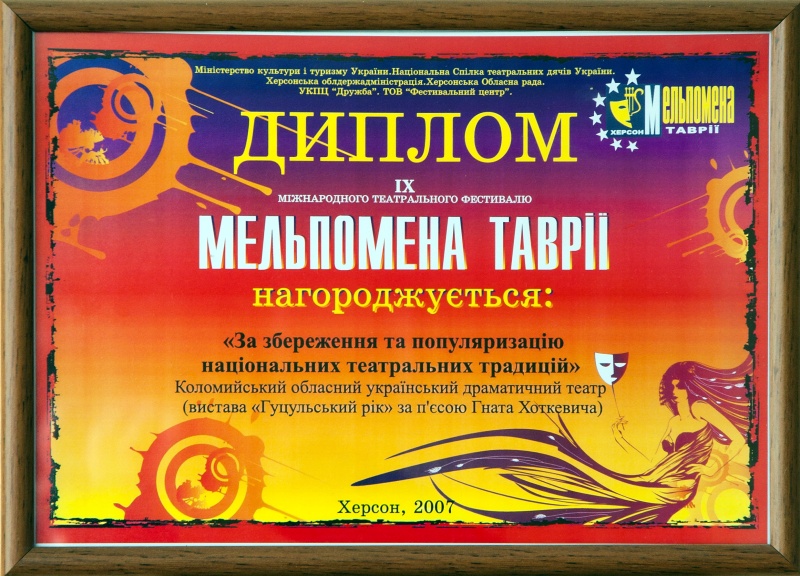 Міністерство культури і туризму України.Національна Спілка театральних дячів України.
Херсонська облдержадміністрація.Херсонська Обласна рада.
УКПЦ "Дружба". ТОВ "Фестивальний центр".
ДИПЛОМ
Мельпомена
ТАВРІЇ
ХЕРСОН
IX
МІЖНАРОДНОГО ТЕАТРАЛЬНОГО ФЕСТИВАЛЮ
МЕЛЬПОМЕНА ТАВРІЇ
нагороджується:
«За збереження та популяризацію
національних театральних традицій»
Коломийський обласний український драматичний театр
(вистава «Гуцульський рік» за п'єсою Гната Хоткевича)
Херсон, 2007